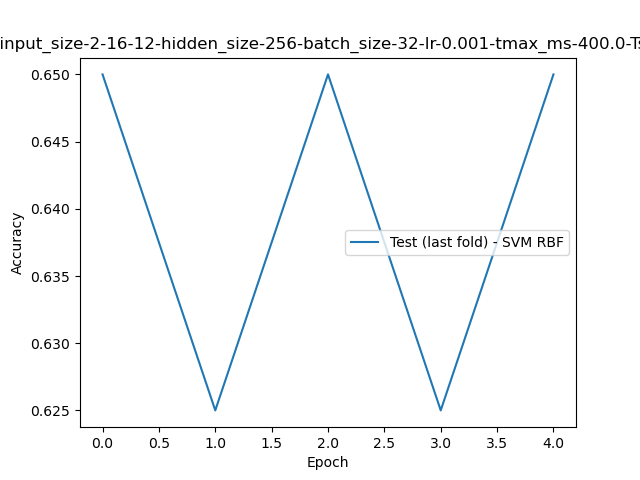 input_size-2-16-12-hidden_size-256-batch_size-32-lr-0.001-tmax_ms-400.0-Ts
0.650
0.645
0.640
0.635
0.630
0.625
Accuracy
Test (last fold) - SVM RBF
0.0 0.5 1.0 1.5 2.0 2.5 3.0 3.5 4.0
Epoch